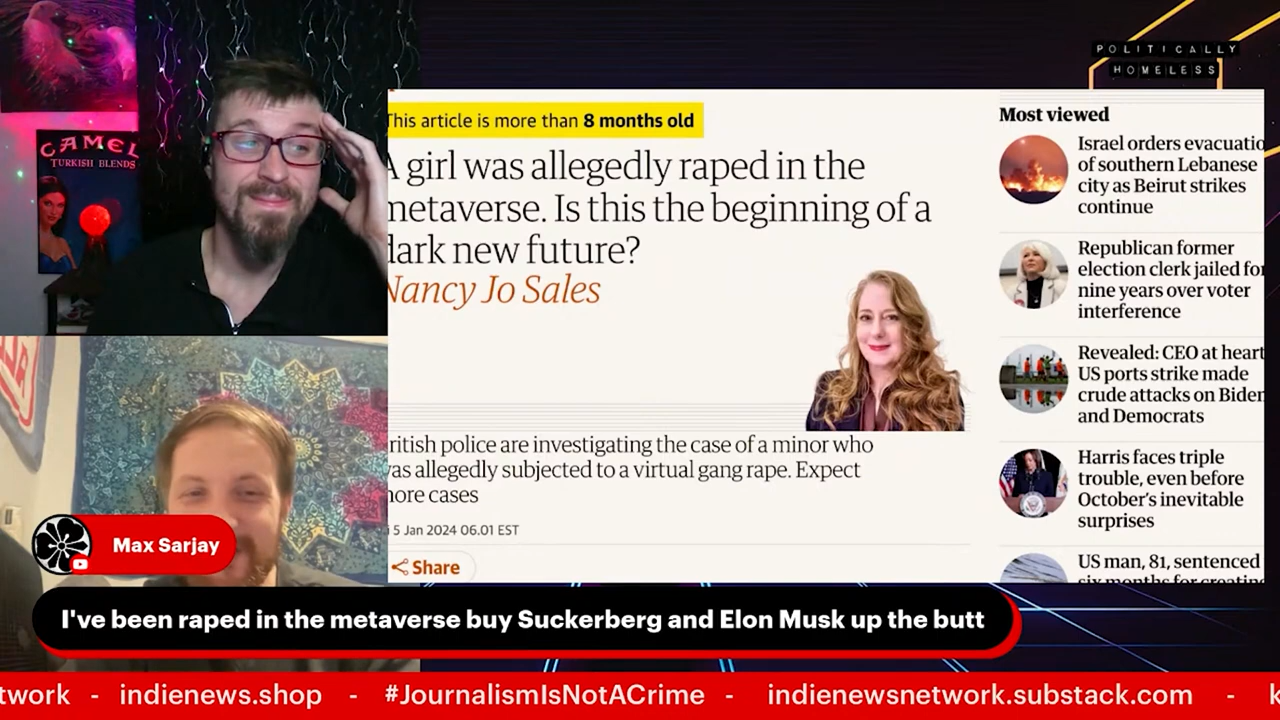 CAMEL
TURKISH BLENDS
POLITICALLY
HOMELESS
This article is more than 8 months old
A girl was allegedly raped in the
metaverse. Is this the beginning of a
dark new future?
Nancy Jo Sales
ritish police are investigating the case of a minor who
as allegedly subjected to a virtual gang rape. Expect
ore cases
i 5 Jan 2024 06.01 EST
Share
Most viewed
Israel orders evacuatio
of southern Lebanese
city as Beirut strikes
continue
Republican former
election clerk jailed for
nine years over voter
interference
Revealed: CEO at heart
US ports strike made
crude attacks on Biden
and Democrats
Harris faces triple
trouble, even before
October's inevitable
surprises
US man, 81, sentenced
six months for creating
Max Sarjay
I've been raped in the metaverse buy Suckerberg and Elon Musk up the butt
twork - indienews.shop - #JournalismIsNotACrime - indienewsnetwork.substack.com - k